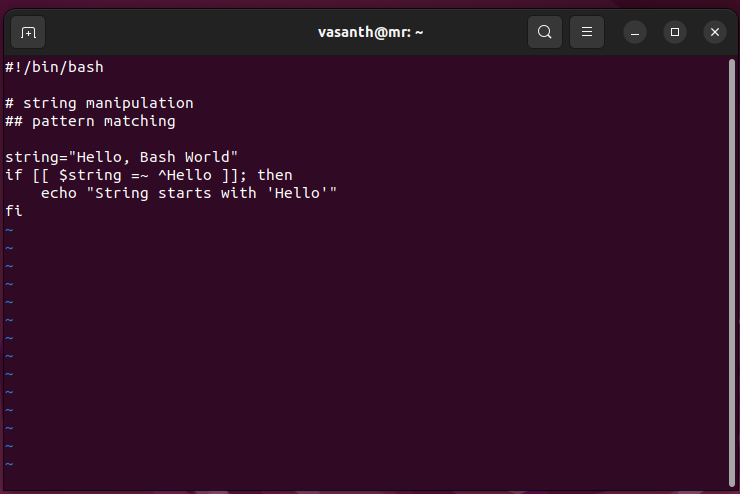 vasanth@mr: ~
#!/bin/bash
# string manipulation
## pattern matching
string="Hello, Bash World"
if [[ $string =~ ^Hello ]]; then
    echo "String starts with 'Hello'"
fi
~
~
~
~
~
~
~
~
~
~
~
~
~
~